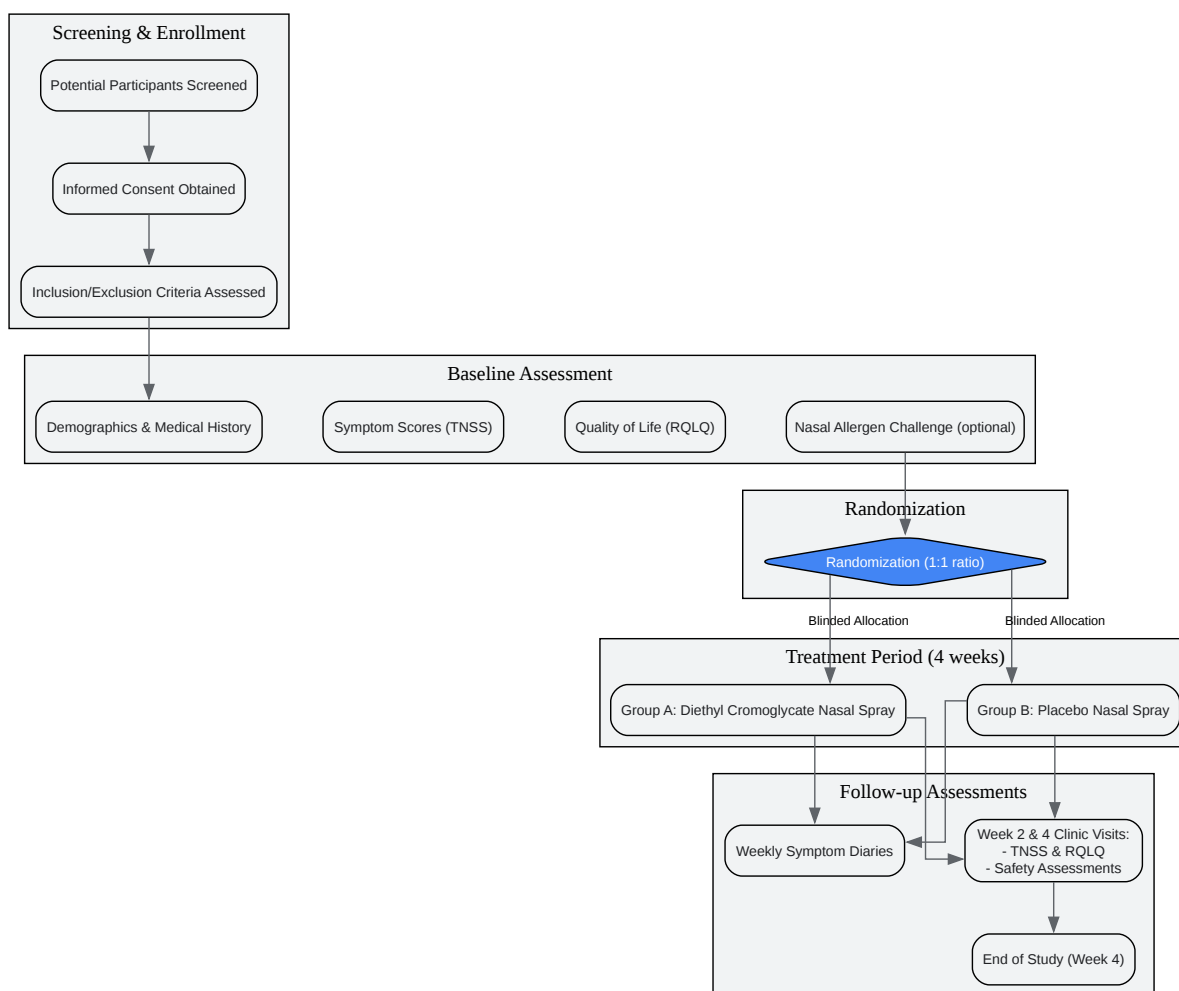 Screening & Enrollment
Potential Participants Screened
Informed Consent Obtained
Inclusion/Exclusion Criteria Assessed
Baseline Assessment
Demographics & Medical History
Symptom Scores (TNSS)
Quality of Life (RQLQ)
Nasal Allergen Challenge (optional)
Randomization
Randomization (1:1 ratio)
Blinded Allocation
Blinded Allocation
Treatment Period (4 weeks)
Group A: Diethyl Cromoglycate Nasal Spray
Group B: Placebo Nasal Spray
Follow-up Assessments
Weekly Symptom Diaries
Week 2 & 4 Clinic Visits:
- TNSS & RQLQ
- Safety Assessments
End of Study (Week 4)